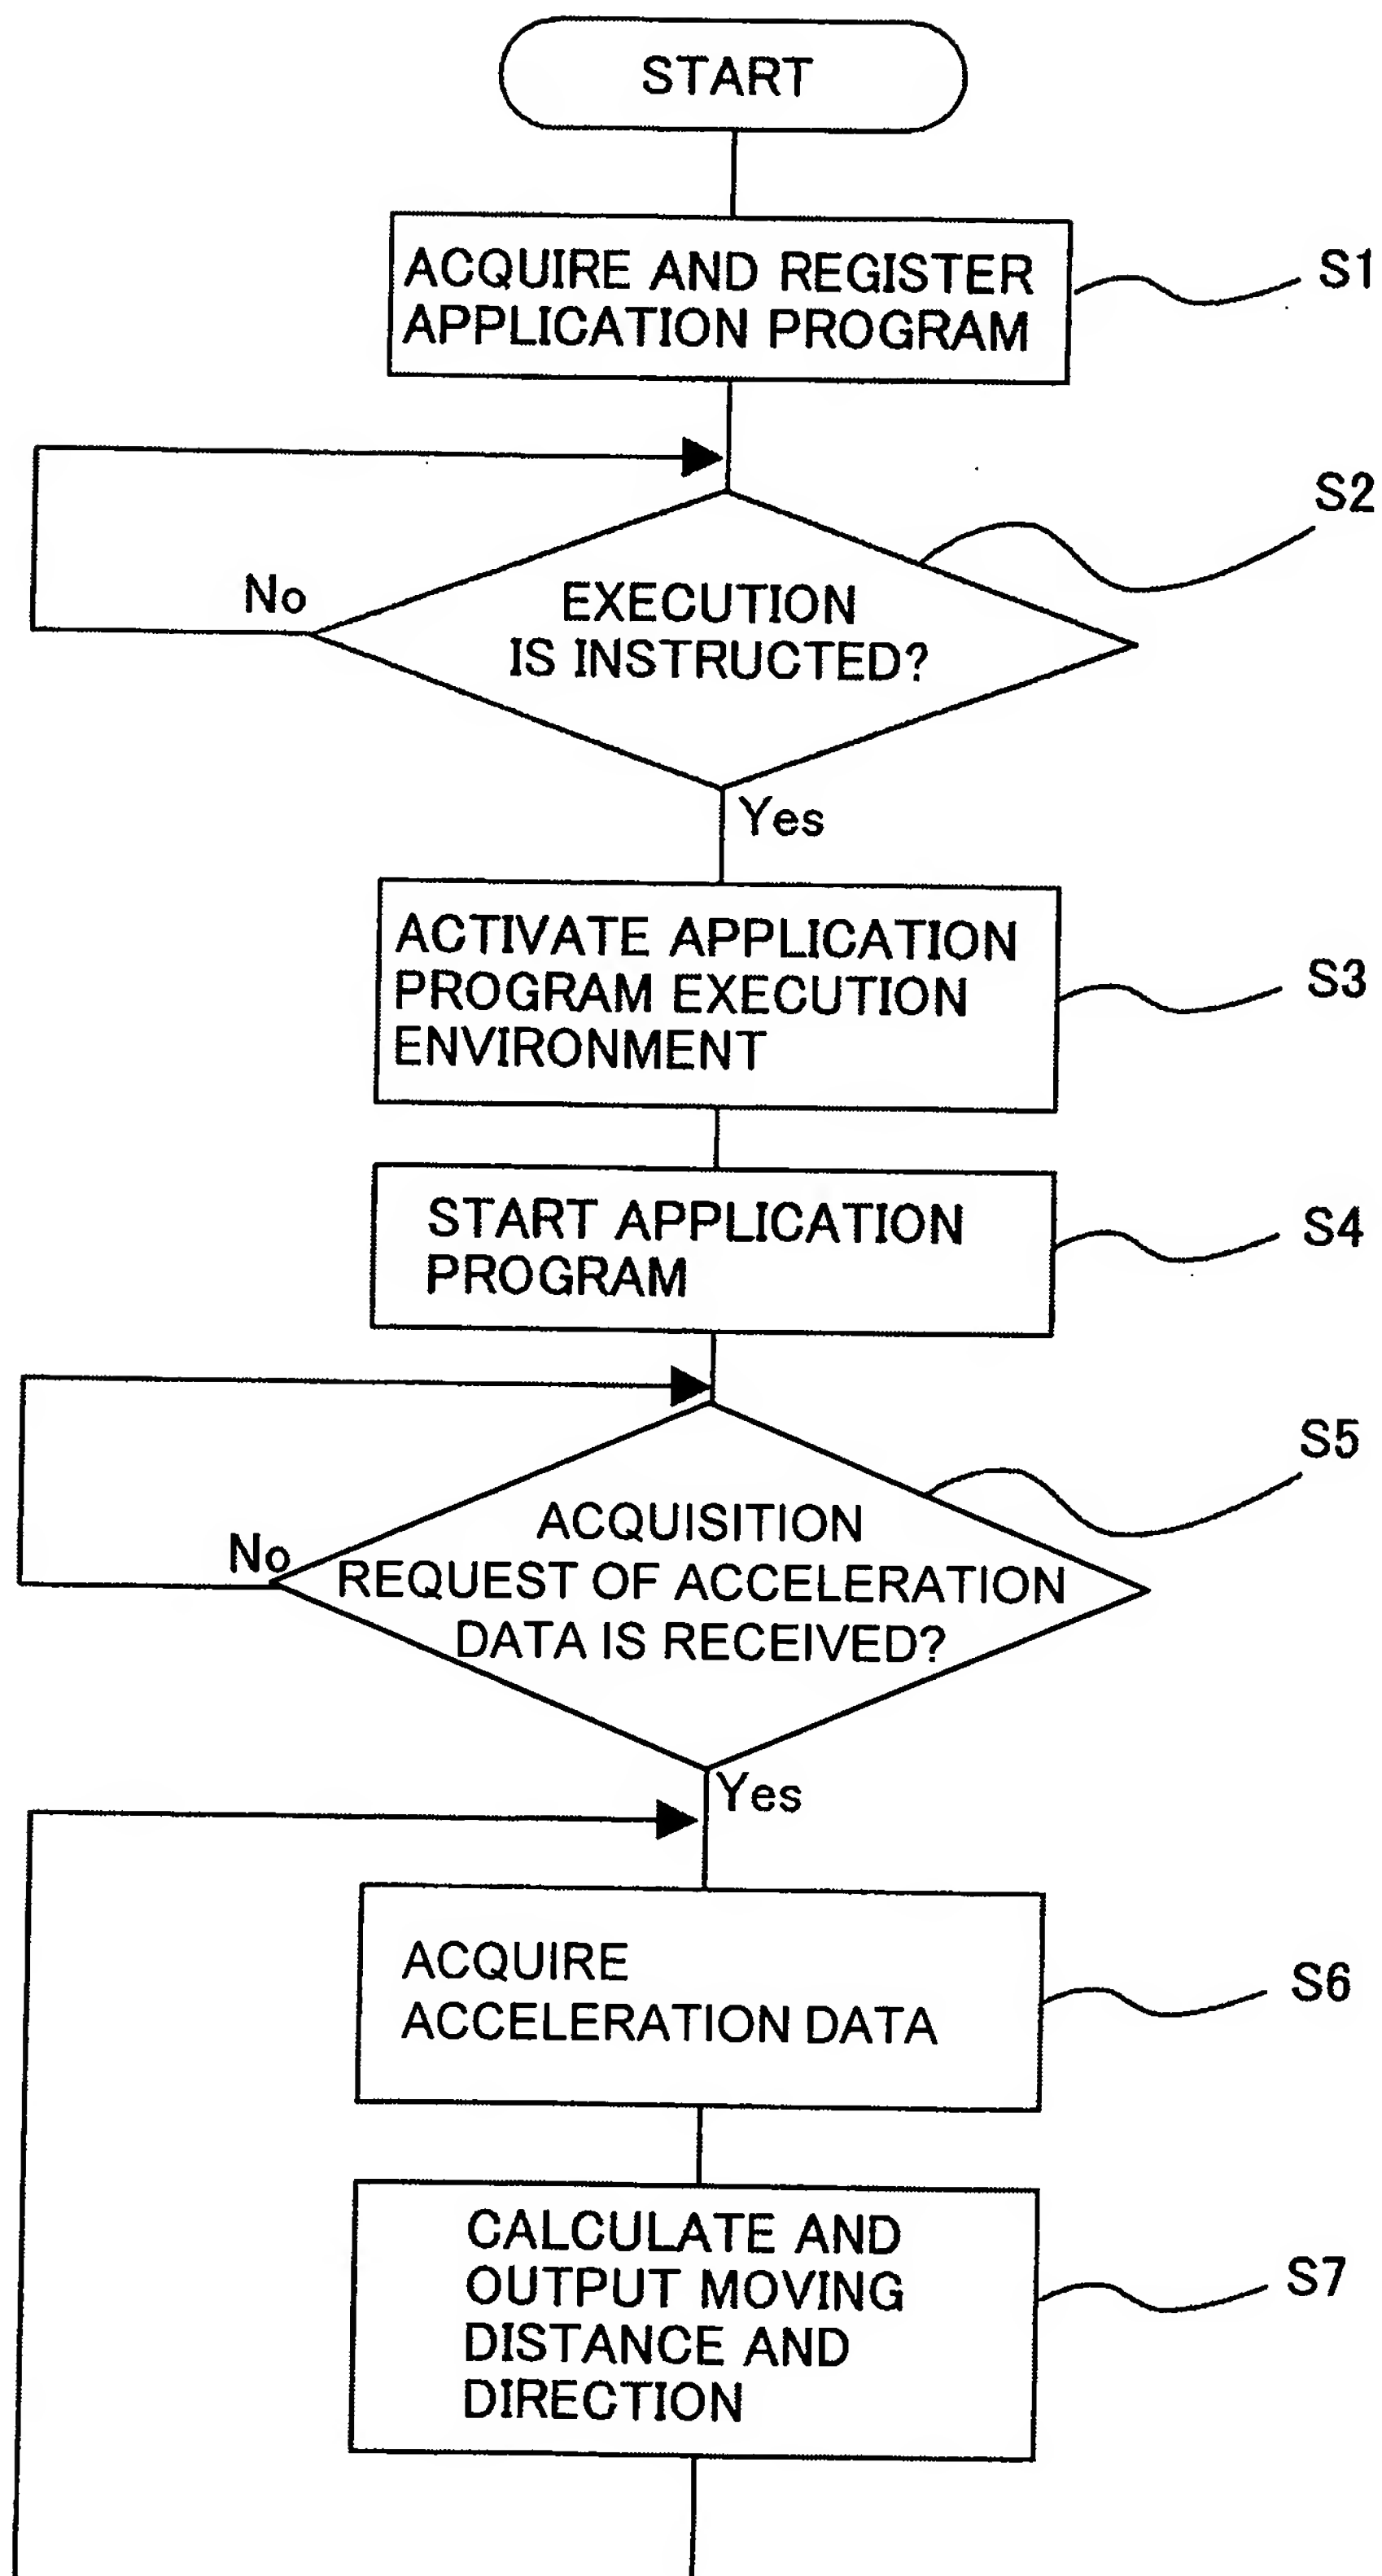 START
ACQUIRE AND REGISTER
APPLICATION PROGRAM
S1
S2
No
EXECUTION
IS INSTRUCTED?
Yes
ACTIVATE APPLICATION
PROGRAM EXECUTION
ENVIRONMENT
S3
START APPLICATION
PROGRAM
S4
S5
No
ACQUISITION
REQUEST OF ACCELERATION
DATA IS RECEIVED?
Yes
ACQUIRE
ACCELERATION DATA
S6
CALCULATE AND
OUTPUT MOVING
DISTANCE AND
DIRECTION
S7